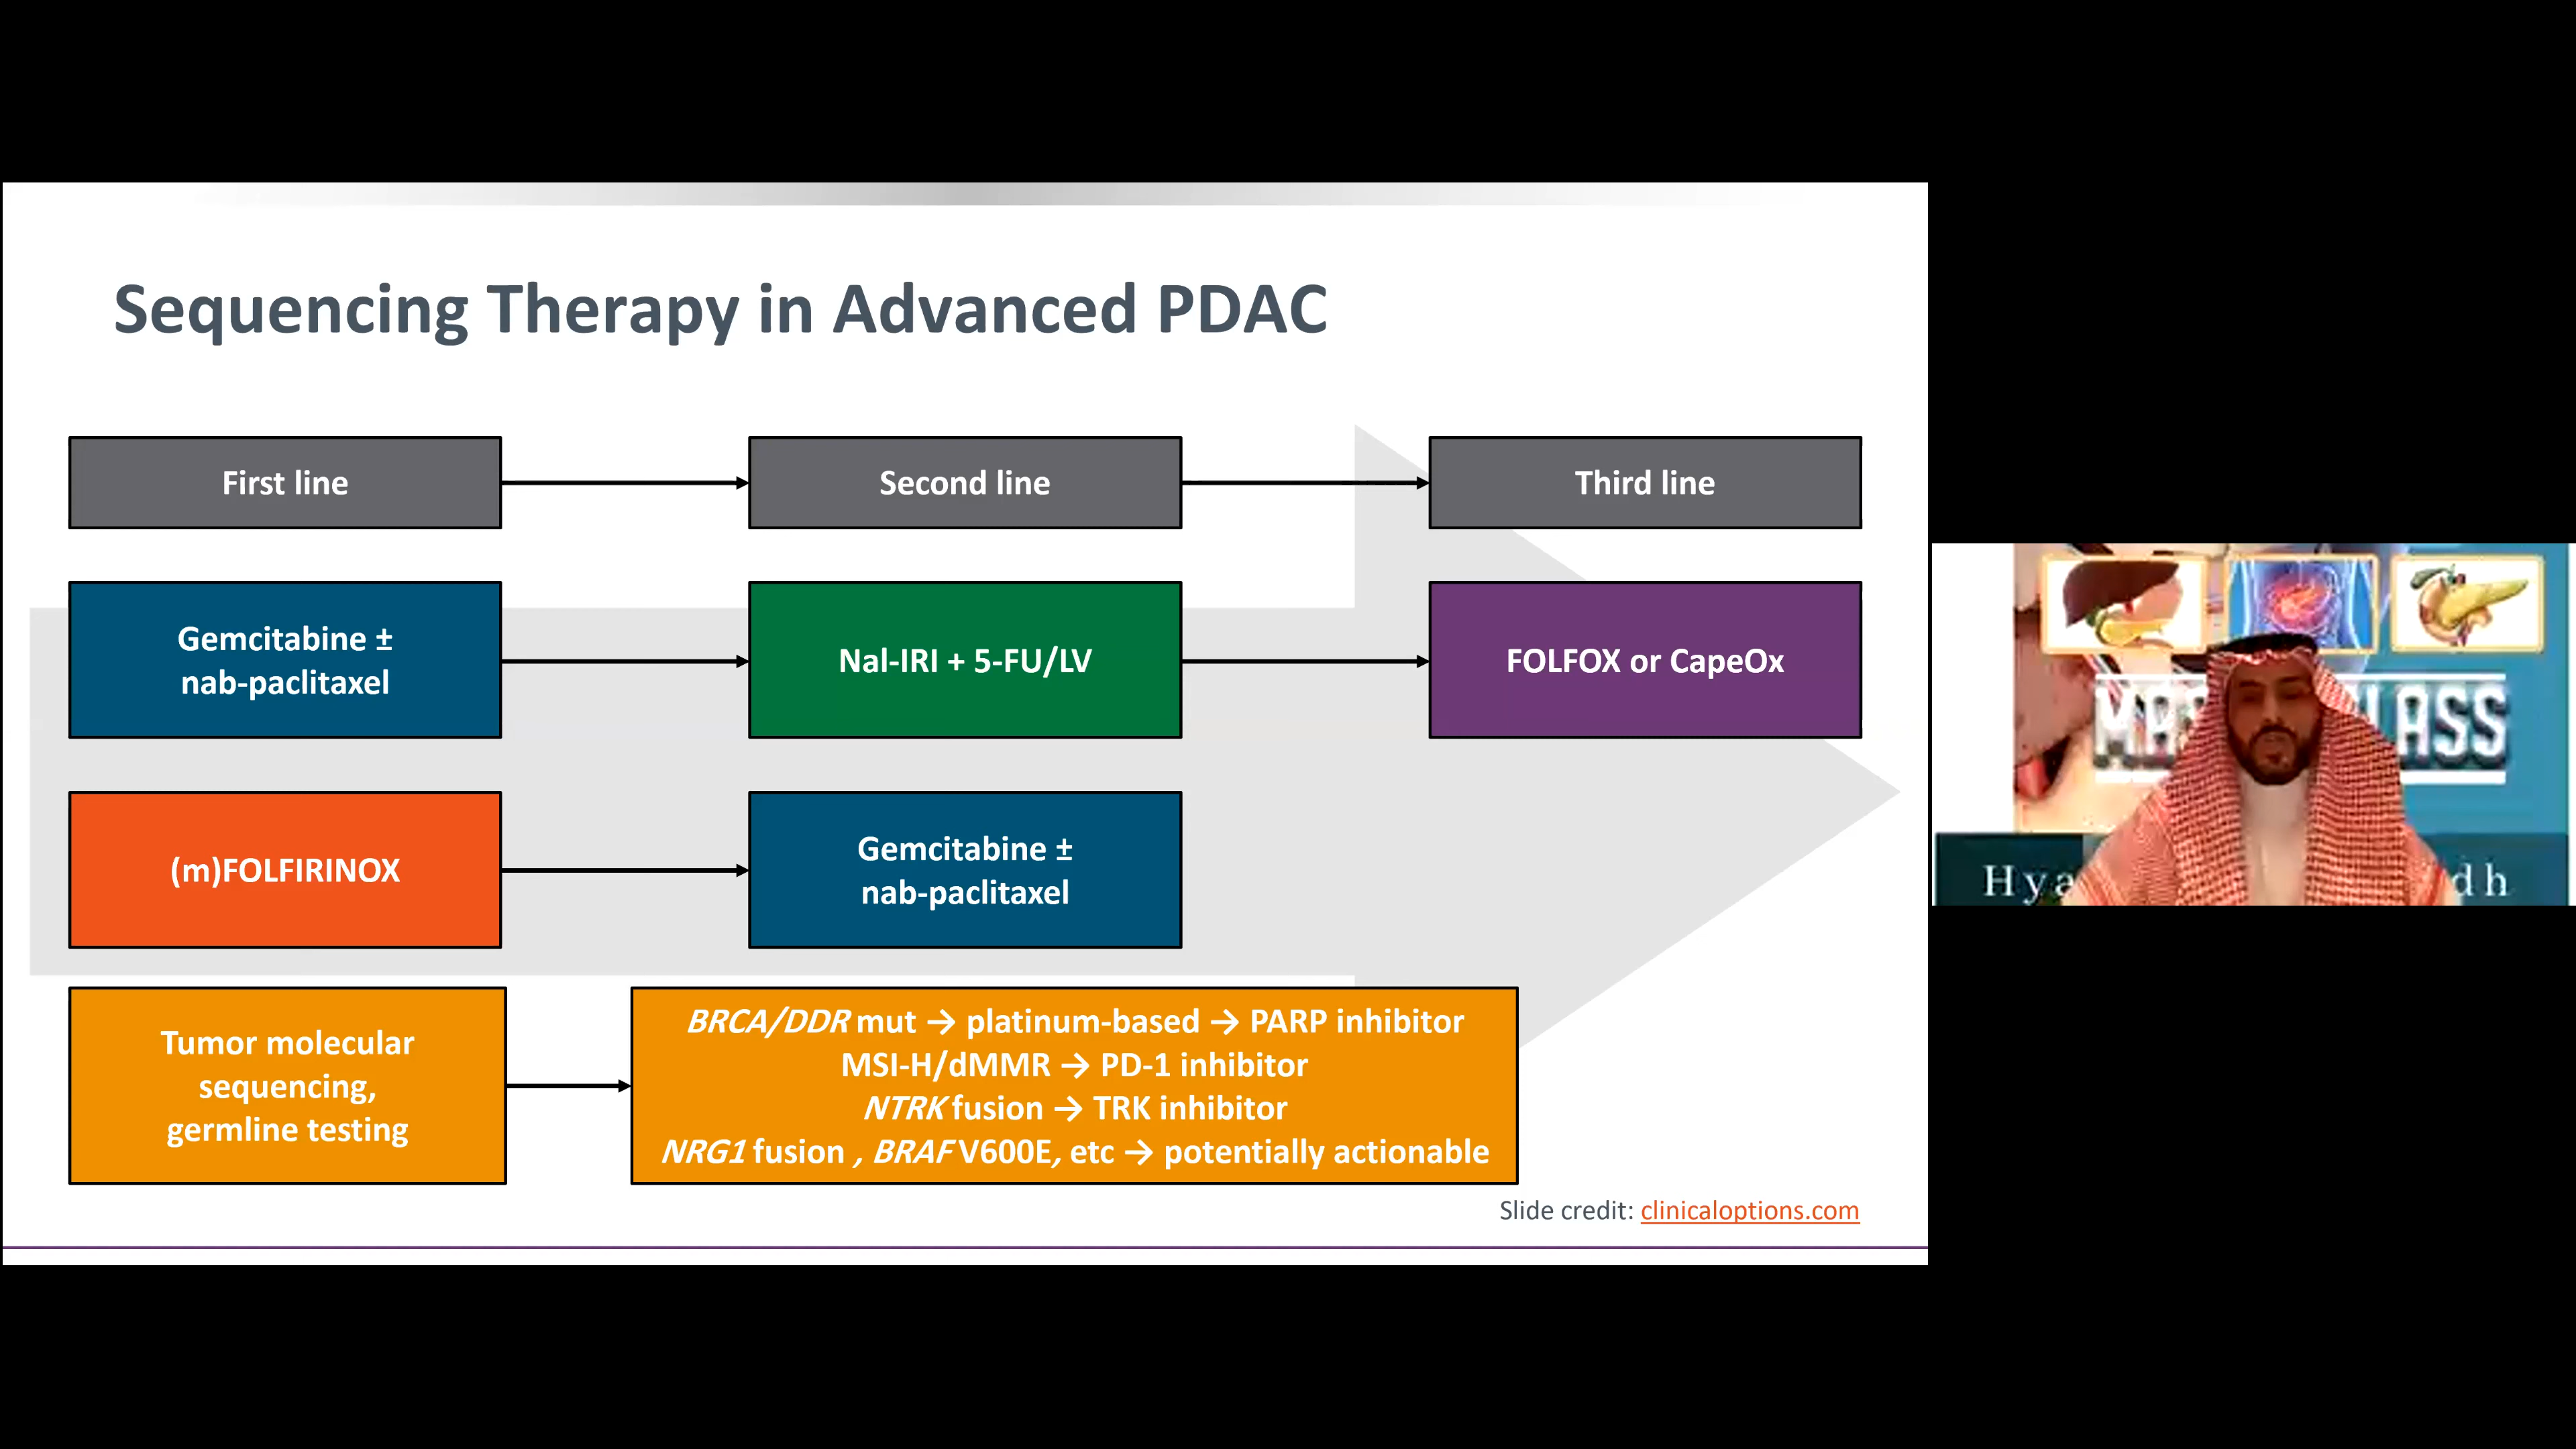 Sequencing Therapy in Advanced PDAC
First line
Second line
Third line
Gemcitabine ±
nab-paclitaxel
Nal-IRI + 5-FU/LV
FOLFOX or CapeOx
(m)FOLFIRINOX
Gemcitabine ±
nab-paclitaxel
Tumor molecular
sequencing,
germline testing
BRCA/DDR mut → platinum-based → PARP inhibitor
MSI-H/dMMR → PD-1 inhibitor
NTRK fusion → TRK inhibitor
NRG1 fusion , BRAF V600E, etc → potentially actionable
Slide credit: clinicaloptions.com